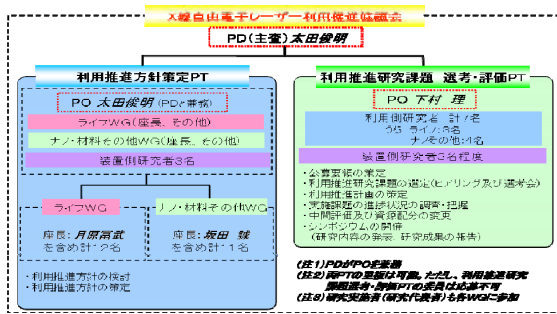 X線自由電子レーザー利用推進協議会
PD(主査)太田俊明
利用推進方針策定PT
PO 太田俊明 (PDと兼務)
ライフWG(座長、その他)
ナノ・材料その他WG(座長、その他)
装置側研究者3名
ライフWG
座長:月原冨武
を含め計12名
ナノ・材料その他WG
座長:坂田 誠
を含め計11名
・利用推進方針の検討
・利用推進方針の策定
利用推進研究課題 選考・評価PT
PO 下村 理
利用側研究者 計7名
うち ライフ:3名
ナノその他:4名
装置側研究者3名程度
・公募要領の策定
・利用推進研究課題の選定(ヒアリング及び選考会)
・利用推進計画の策定
・実施課題の進捗状況の調査・把握
・中間評価及び資源配分の変更
・シンポジウムの開催
(研究内容の発表、研究成果の報告)
(注1)PDがPOを兼務
(注2)両PTの兼務は可能。ただし、利用推進研究
課題選考・評価PTの委員は応募不可
(注3)研究実施者(研究代表者)も各WGに参加